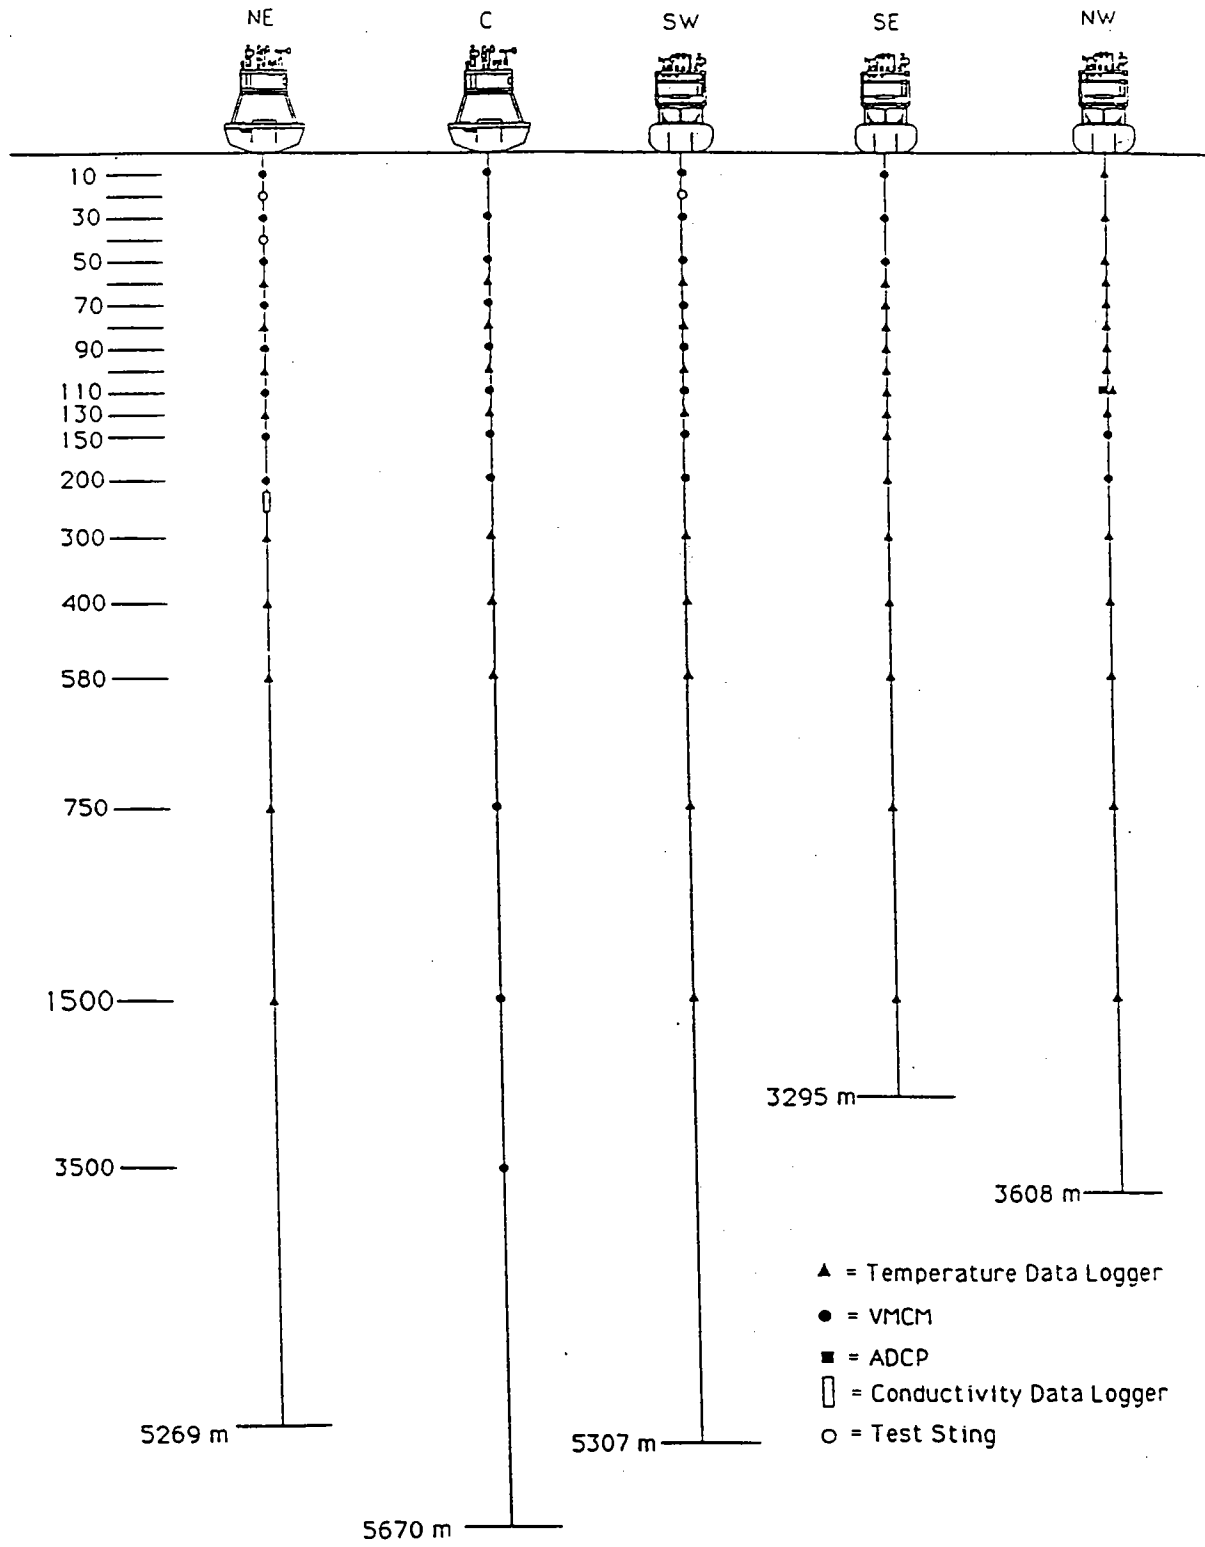 NE C SW SE NW
10
30
50
70
90
110
130
150
200
300
400
580
750
1500
3295 m
3500
3608 m
▲ = Temperature Data Logger
● = VMCM
■ = ADCP
▯ = Conductivity Data Logger
○ = Test Sting
5269 m
5307 m
5670 m